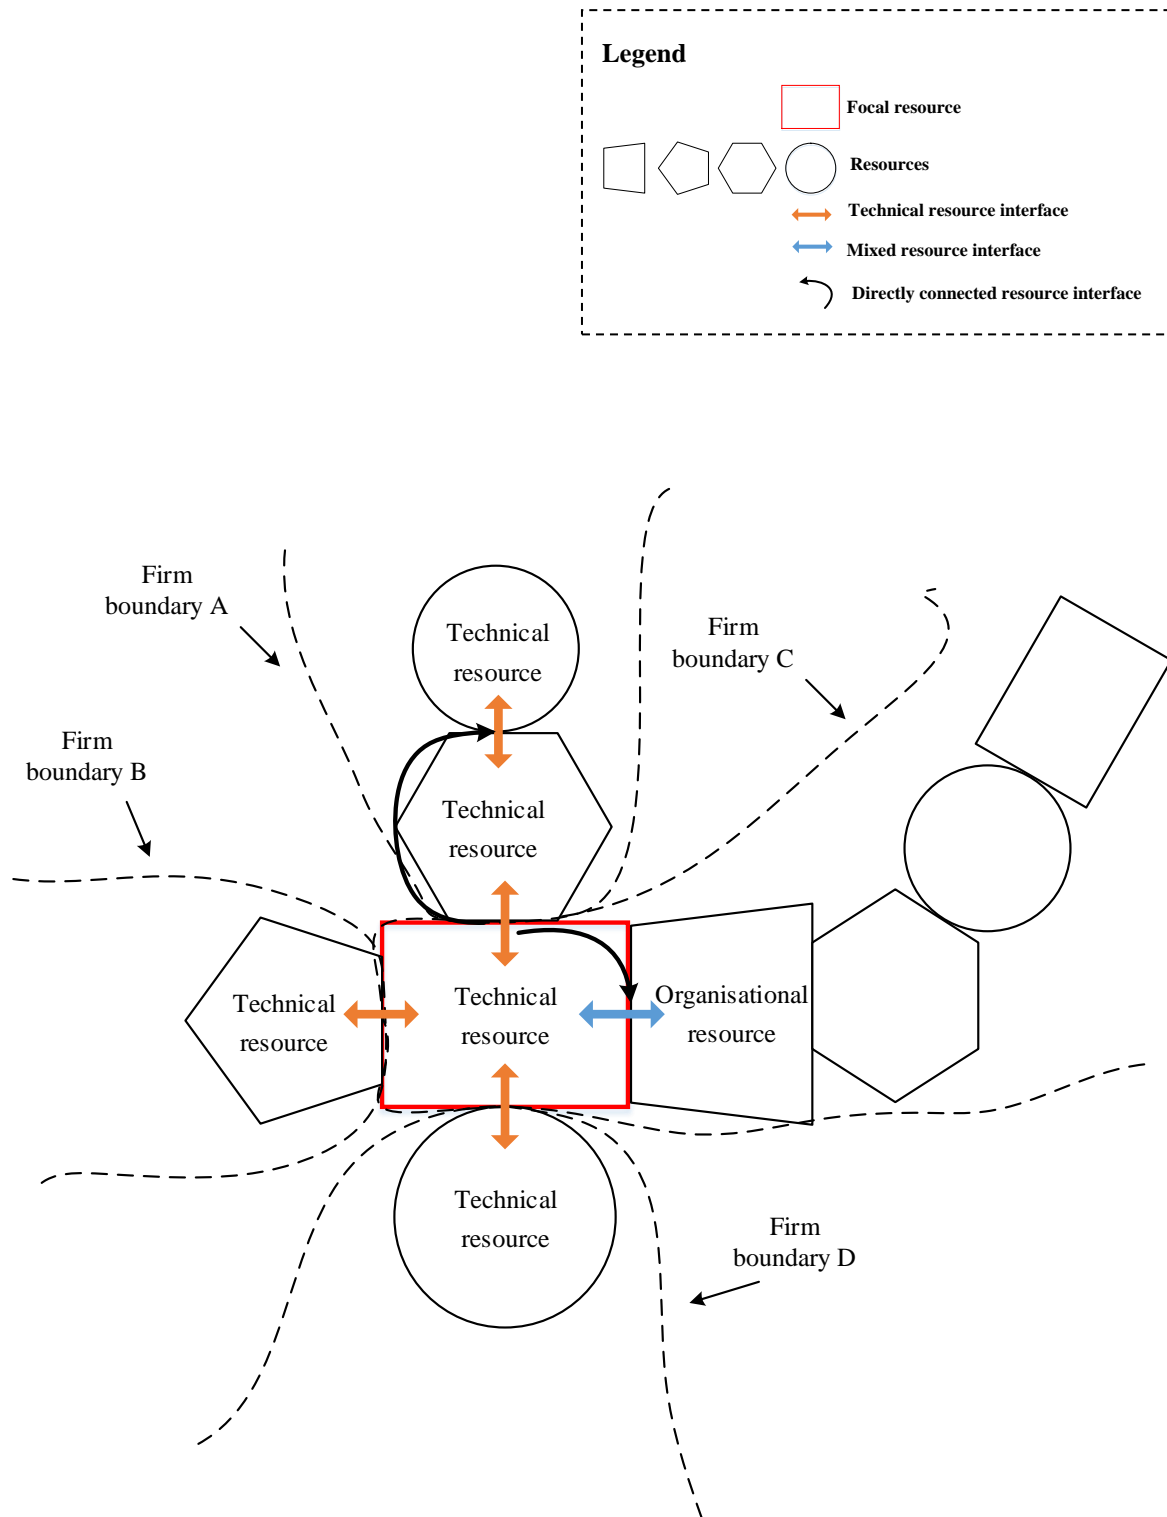 Legend
Focal resource
Resources
Technical resource interface
Mixed resource interface
Directly connected resource interface
Firm
boundary A
Technical
resource
Firm
boundary C
Firm
boundary B
Technical
resource
Technical
resource
Technical
resource
Organisational
resource
Technical
resource
Firm
boundary D